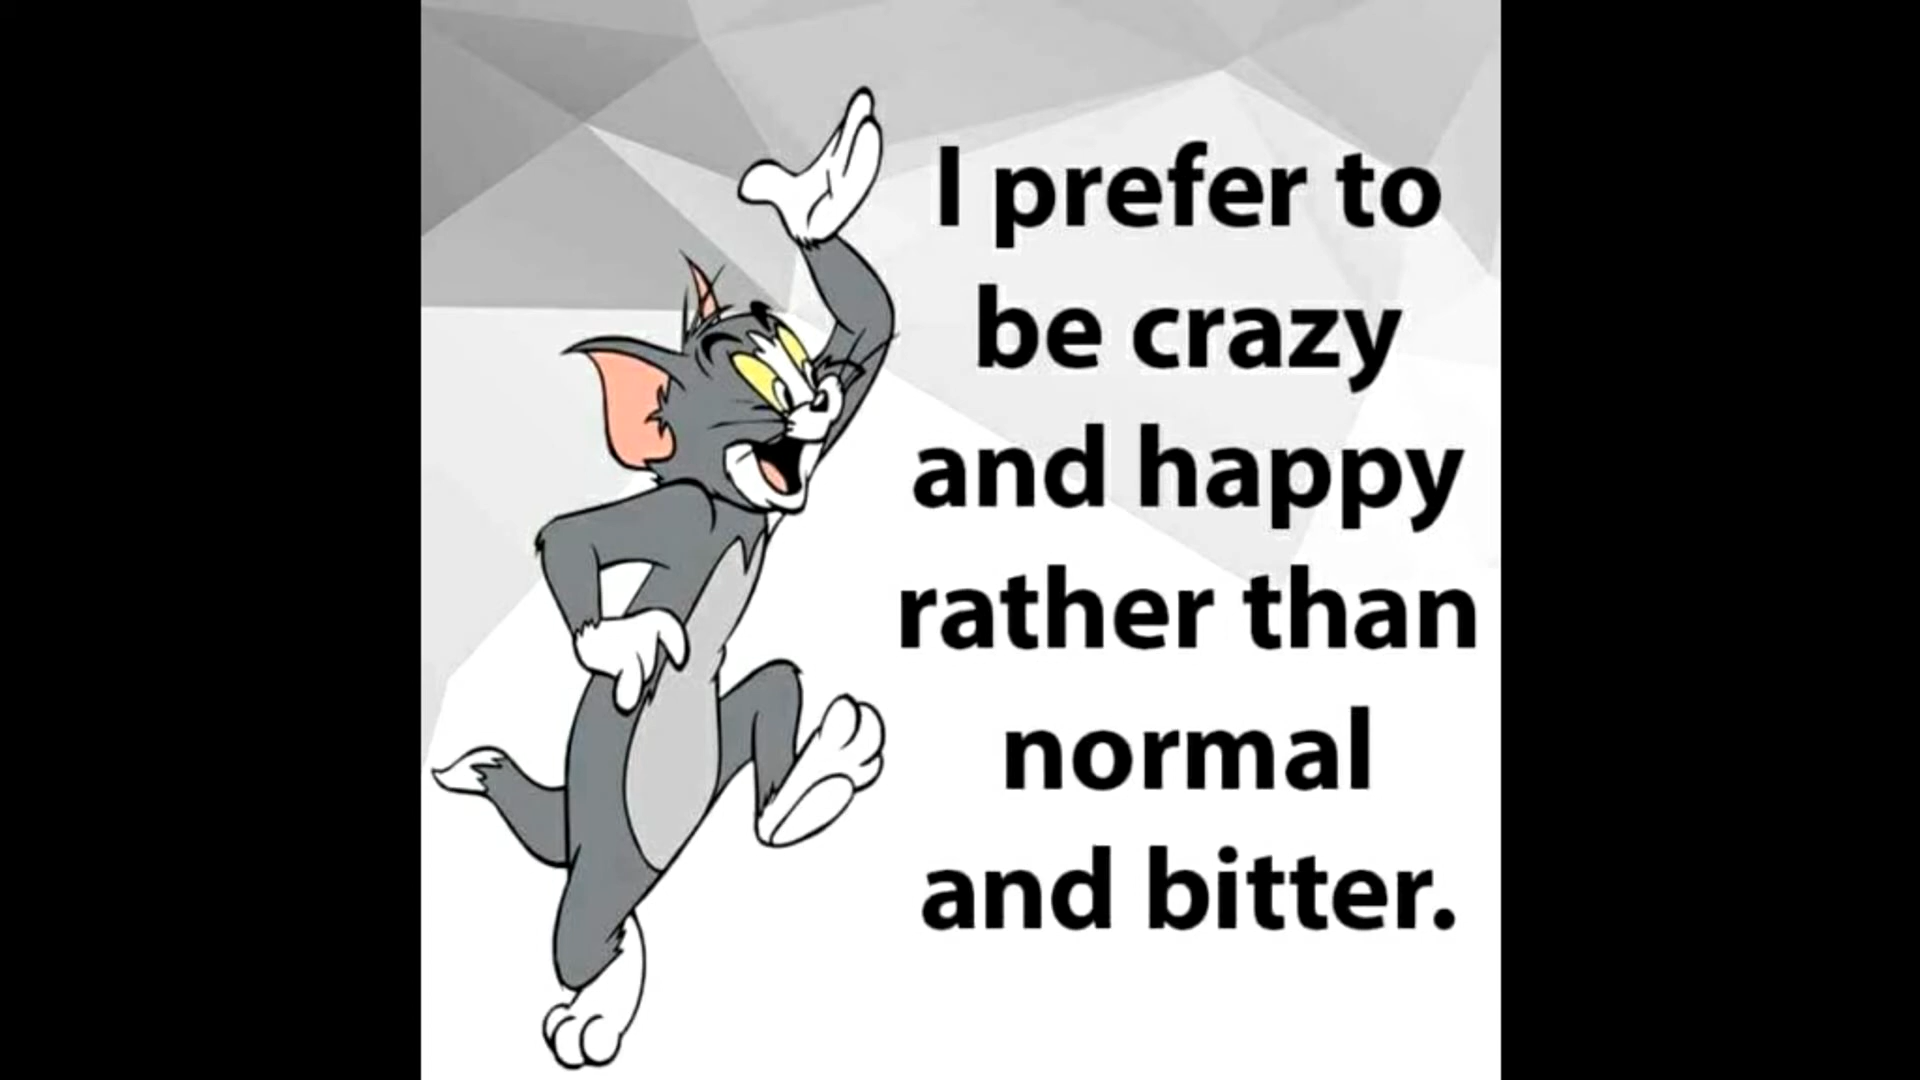 I prefer to
be crazy
and happy
rather than
normal
and bitter.